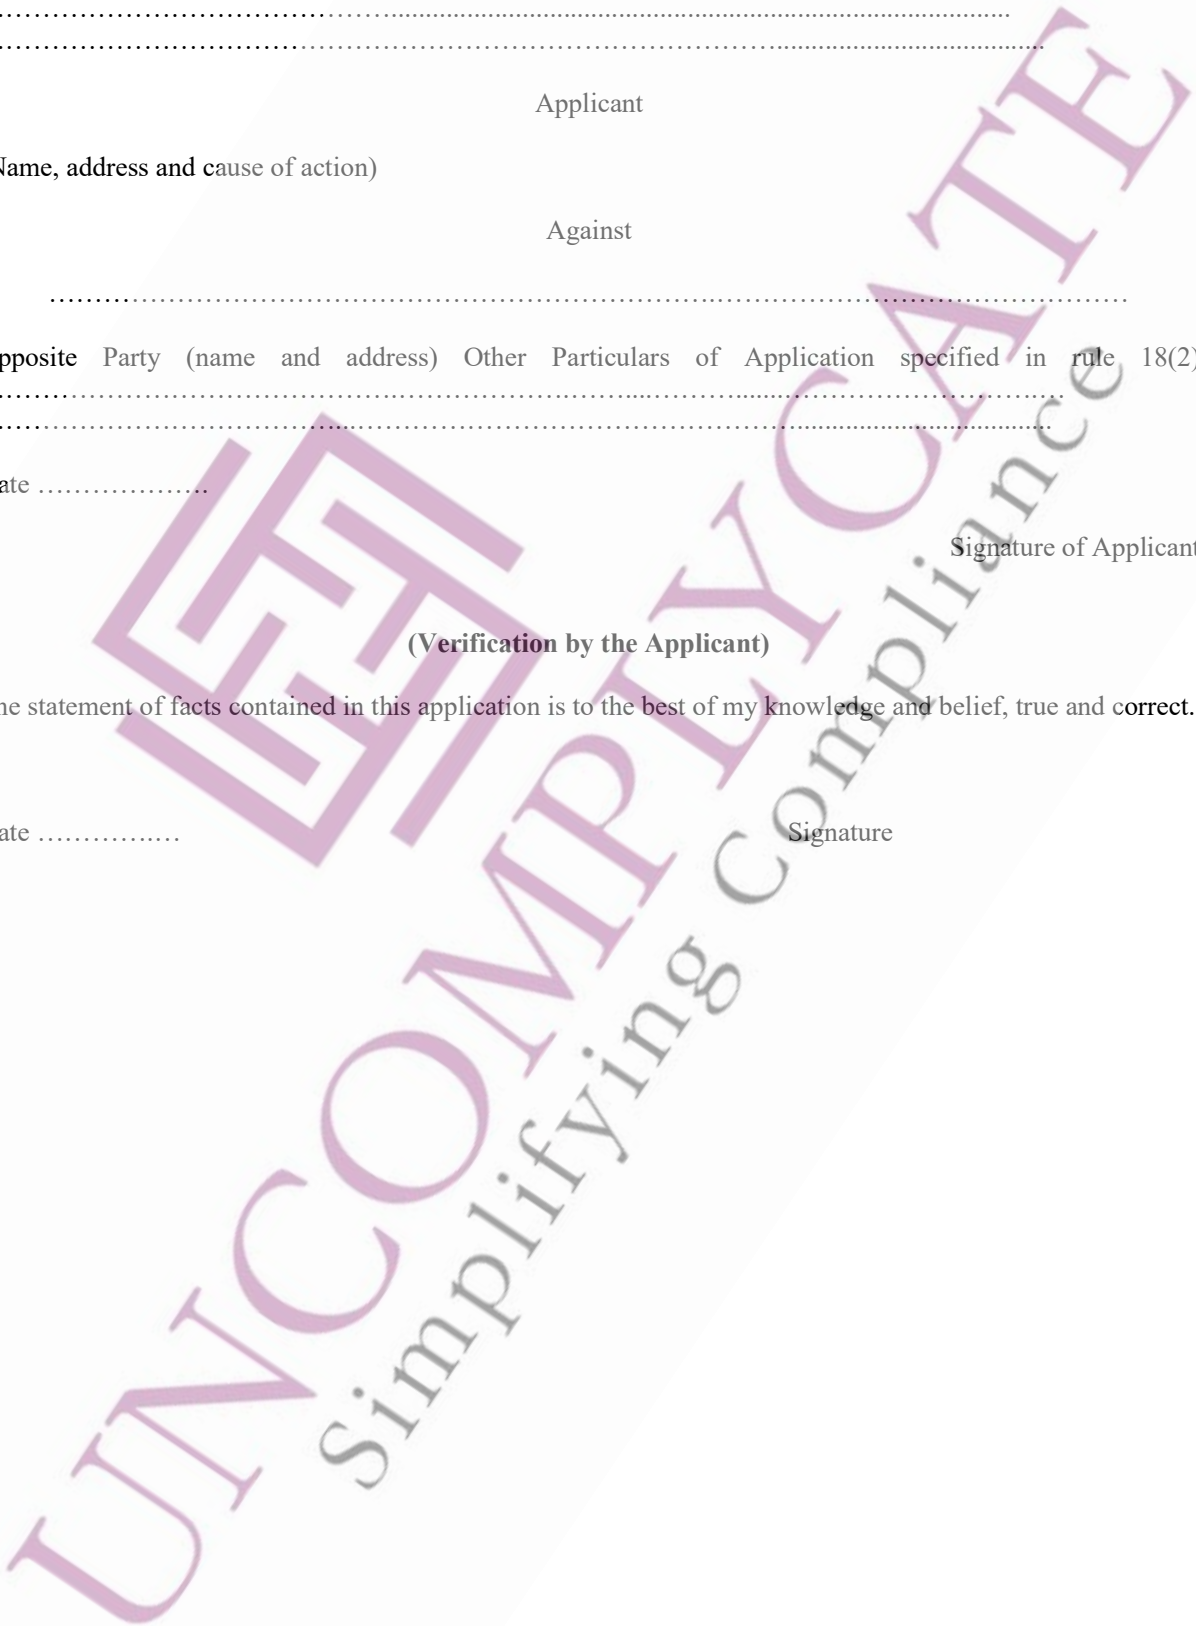 ……………………………………........................................................................................
………………………………………………………………………………........................................
Applicant
Name, address and cause of action)
Against
…………………………………………………………….……………………………………
pposite Party (name and address) Other Particulars of Application specified in rule 18(2)
……………………………………………………...…………......……………………….….
………………………………...……………………………………….....................................
ate ……………….
Signature of Applicant
(Verification by the Applicant)
he statement of facts contained in this application is to the best of my knowledge and belief, true and correct.
ate ………….…
Signature
UNCOMPLYCATE
Simplifying Compliance